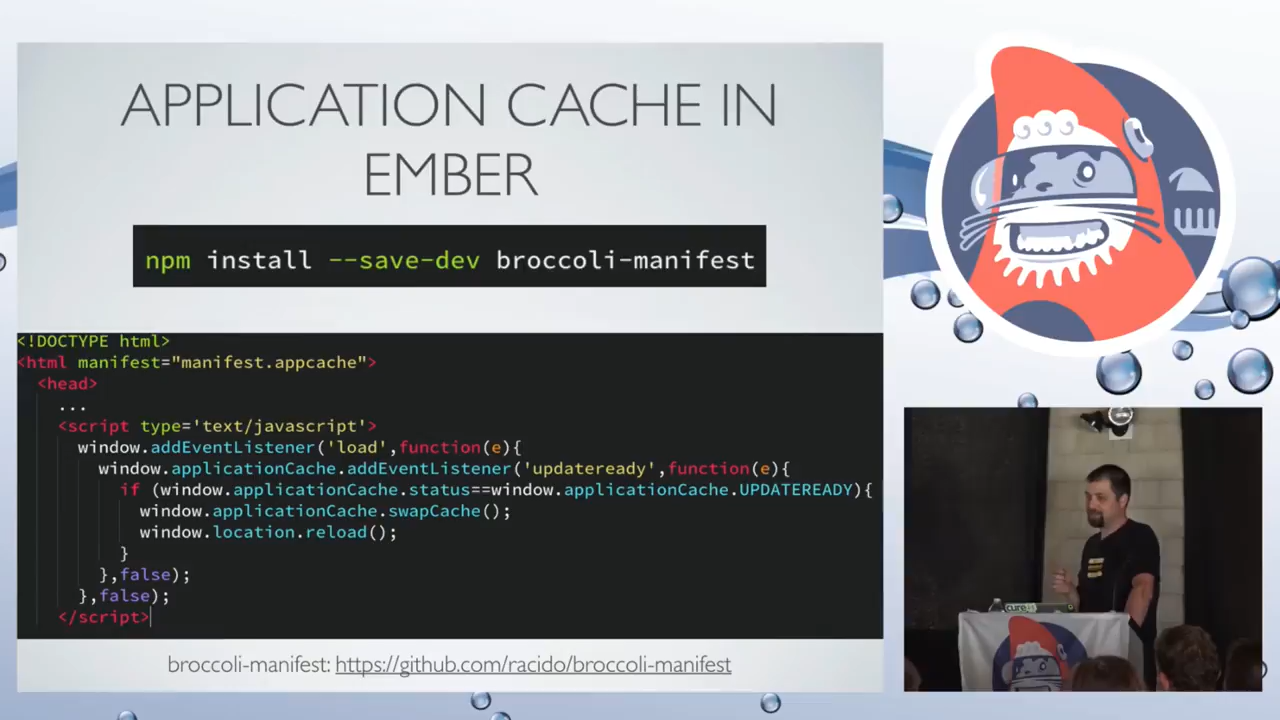 APPLICATION CACHE IN
EMBER
npm install --save-dev broccoli-manifest
<!DOCTYPE html>
<html manifest="manifest.appcache">
<head>
...
<script type='text/javascript'>
window.addEventListener('load',function(e){
window.applicationCache.addEventListener('updateready',function(e){
if (window.applicationCache.status==window.applicationCache.UPDATEREADY){
window.applicationCache.swapCache();
window.location.reload();
}
},false);
},false);
</script>
broccoli-manifest: https://github.com/racido/broccoli-manifest